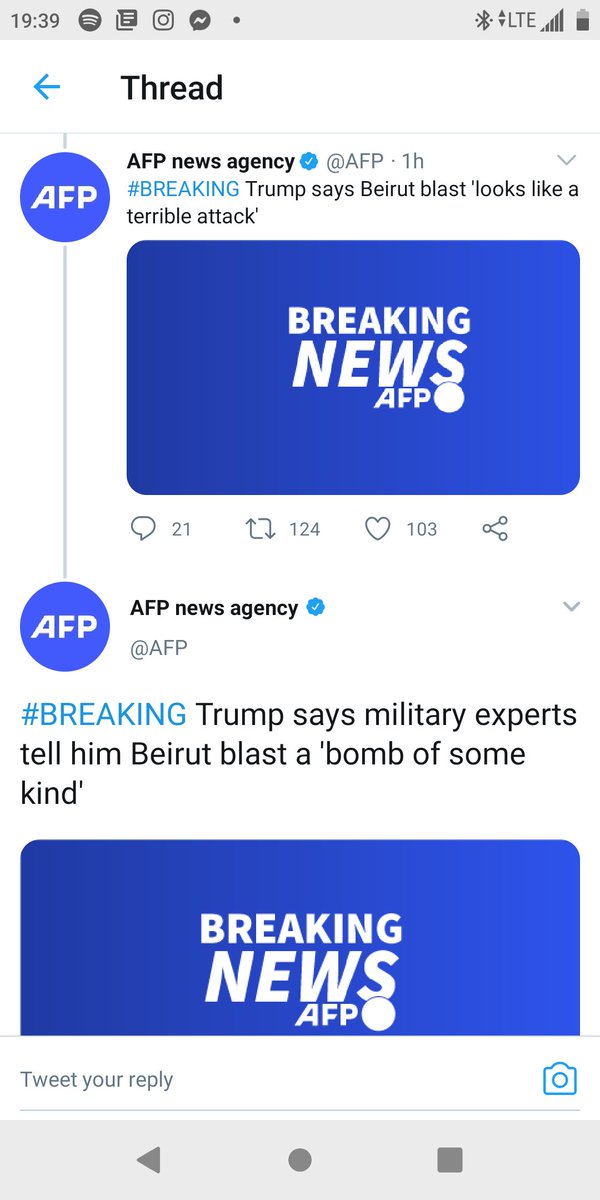 19:39 LTE
Thread
AFP
AFP news agency @AFP · 1h
#BREAKING Trump says Beirut blast 'looks like a
terrible attack'
BREAKING
NEWS
AFP
21 124 103
AFP
AFP news agency
@AFP
#BREAKING Trump says military experts
tell him Beirut blast a 'bomb of some
kind'
BREAKING
NEWS
AFP
Tweet your reply